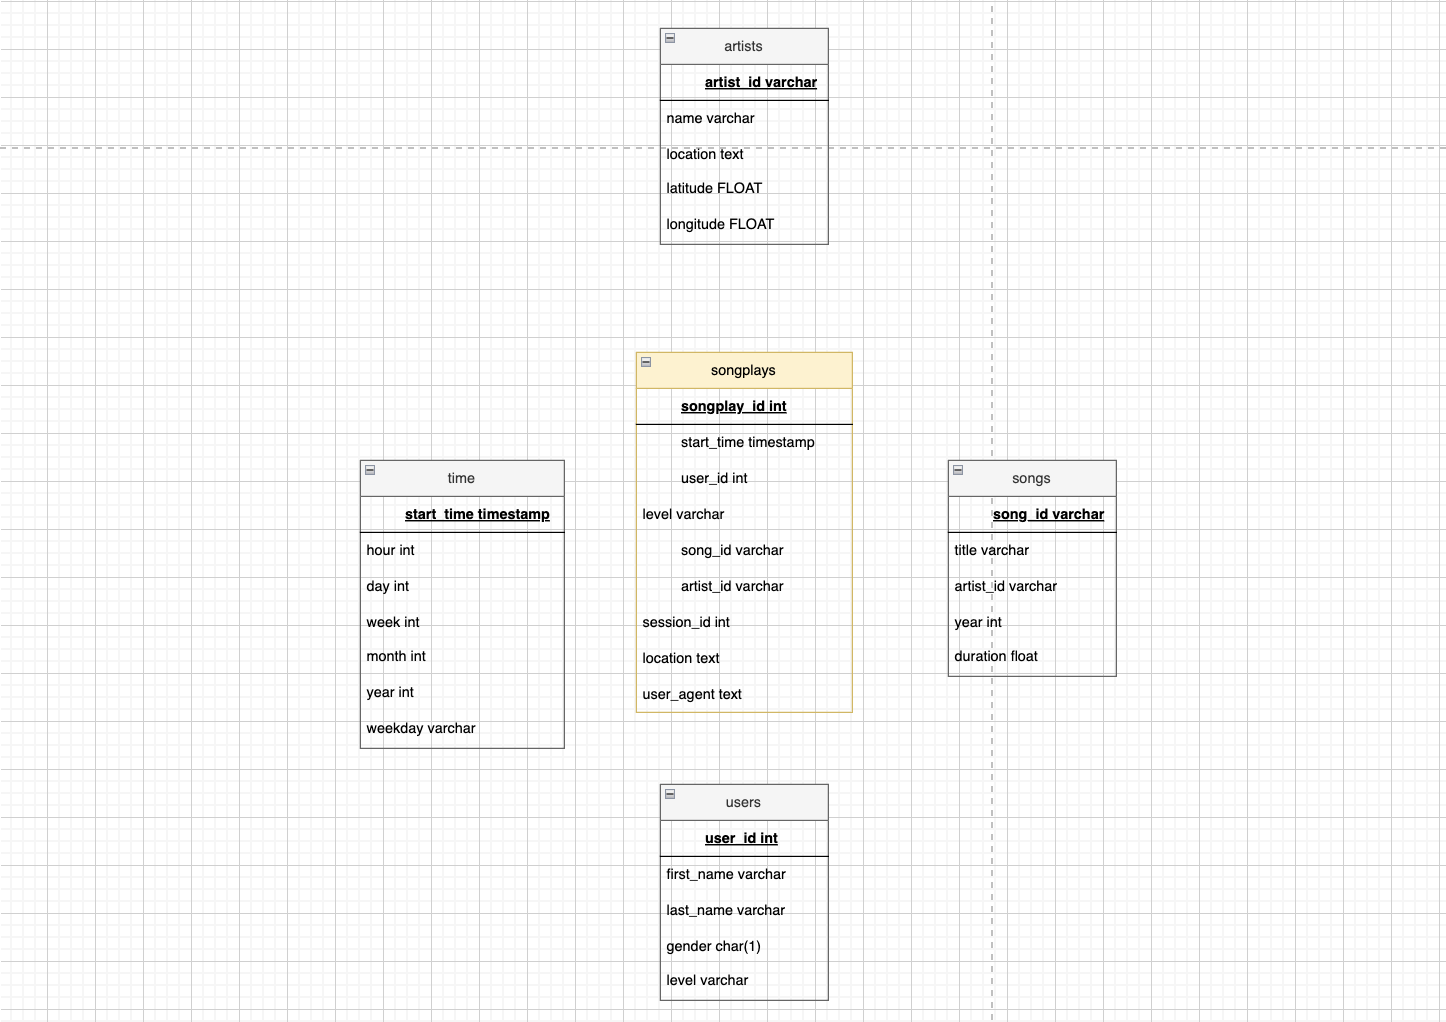 artists
artist_id varchar
name varchar
location text
latitude FLOAT
longitude FLOAT
songplays
songplay_id int
start_time timestamp
user_id int
level varchar
song_id varchar
artist_id varchar
session_id int
location text
user_agent text
time
start_time timestamp
hour int
day int
week int
month int
year int
weekday varchar
songs
song_id varchar
title varchar
artist_id varchar
year int
duration float
users
user_id int
first_name varchar
last_name varchar
gender char(1)
level varchar